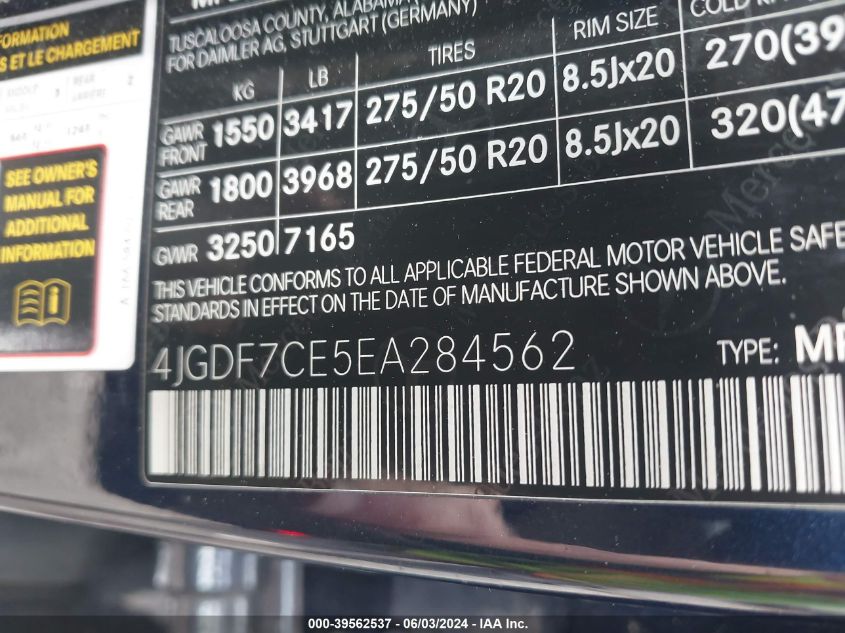 TUSCALOOSA COUNTY, ALABAMA
FOR DAIMLER AG, STUTTGART (GERMANY)
KG LB TIRES RIM SIZE
GAWR FRONT 1550 3417 275/50 R20 8.5Jx20 270(39
GAWR REAR 1800 3968 275/50 R20 8.5Jx20 320(47
GVWR 3250 7165
THIS VEHICLE CONFORMS TO ALL APPLICABLE FEDERAL MOTOR VEHICLE SAFE
STANDARDS IN EFFECT ON THE DATE OF MANUFACTURE SHOWN ABOVE.
4JGDF7CE5EA284562 TYPE:
FORMATION
ET LE CHARGEMENT
SEE OWNER'S
MANUAL FOR
ADDITIONAL
INFORMATION
000-39562537 - 06/03/2024 - IAA Inc.